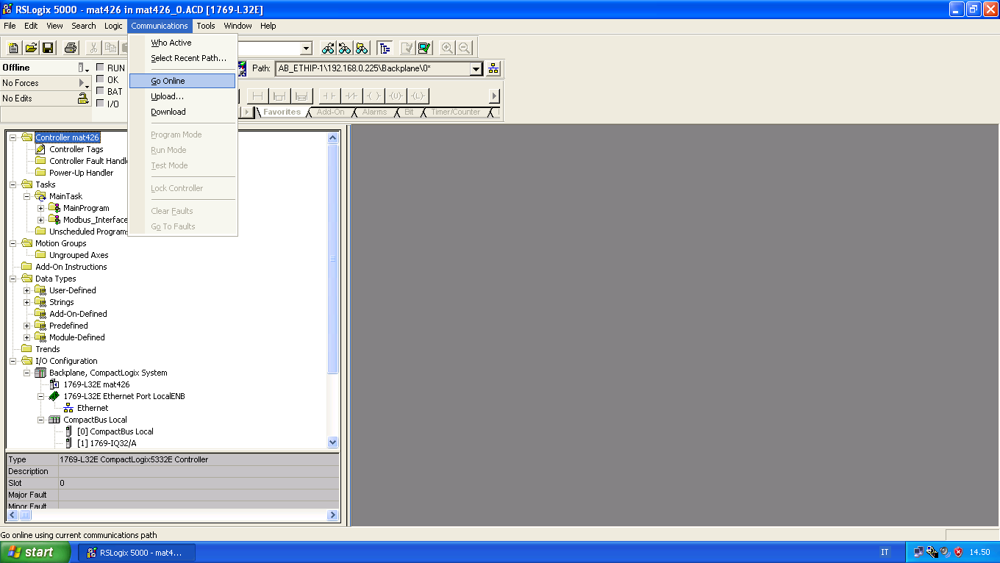 RSLogix 5000 - mat426 in mat426_0.ACD [1769-L32E]
File Edit View Search Logic Communications Tools Window Help
Who Active
Select Recent Path...
Go Online
Upload...
Download
Program Mode
Run Mode
Test Mode
Lock Controller
Clear Faults
Go To Faults
Offline
No Forces
No Edits
RUN
OK
BAT
I/O
Path: AB_ETHIP-1\192.168.0.225\Backplane\0*
Favorites Add-On Alarms Bit Timer/Counter
Controller mat426
Controller Tags
Controller Fault Handl
Power-Up Handler
Tasks
MainTask
MainProgram
Modbus_Interface
Unscheduled Programs
Motion Groups
Ungrouped Axes
Add-On Instructions
Data Types
User-Defined
Strings
Add-On-Defined
Predefined
Module-Defined
Trends
I/O Configuration
Backplane, CompactLogix System
1769-L32E mat426
1769-L32E Ethernet Port LocalENB
Ethernet
CompactBus Local
[0] CompactBus Local
[1] 1769-IQ32/A
Type 1769-L32E CompactLogix5332E Controller
Description
Slot 0
Major Fault
Minor Fault
Go online using current communications path
start RSLogix 5000 - mat4... IT 14.50